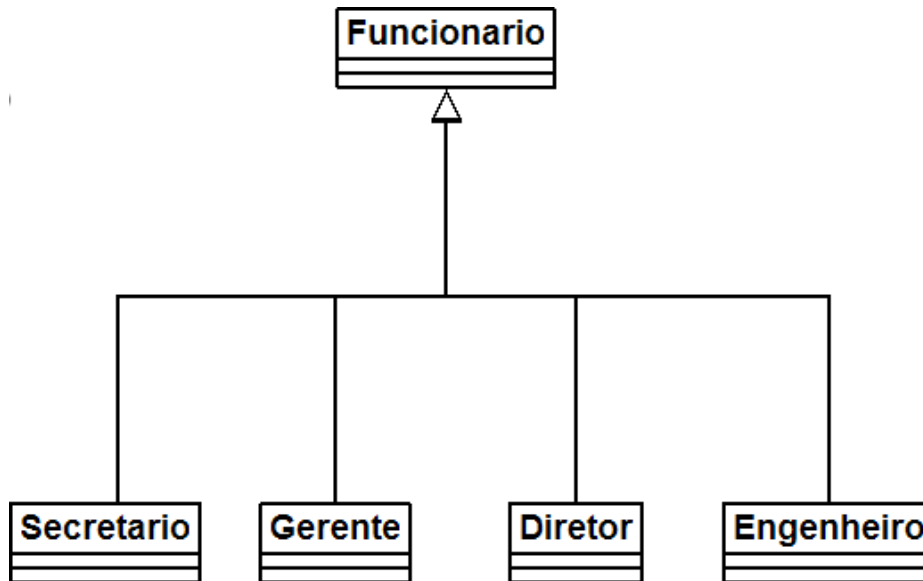 Funcionario
Secretario
Gerente
Diretor
Engenheiro